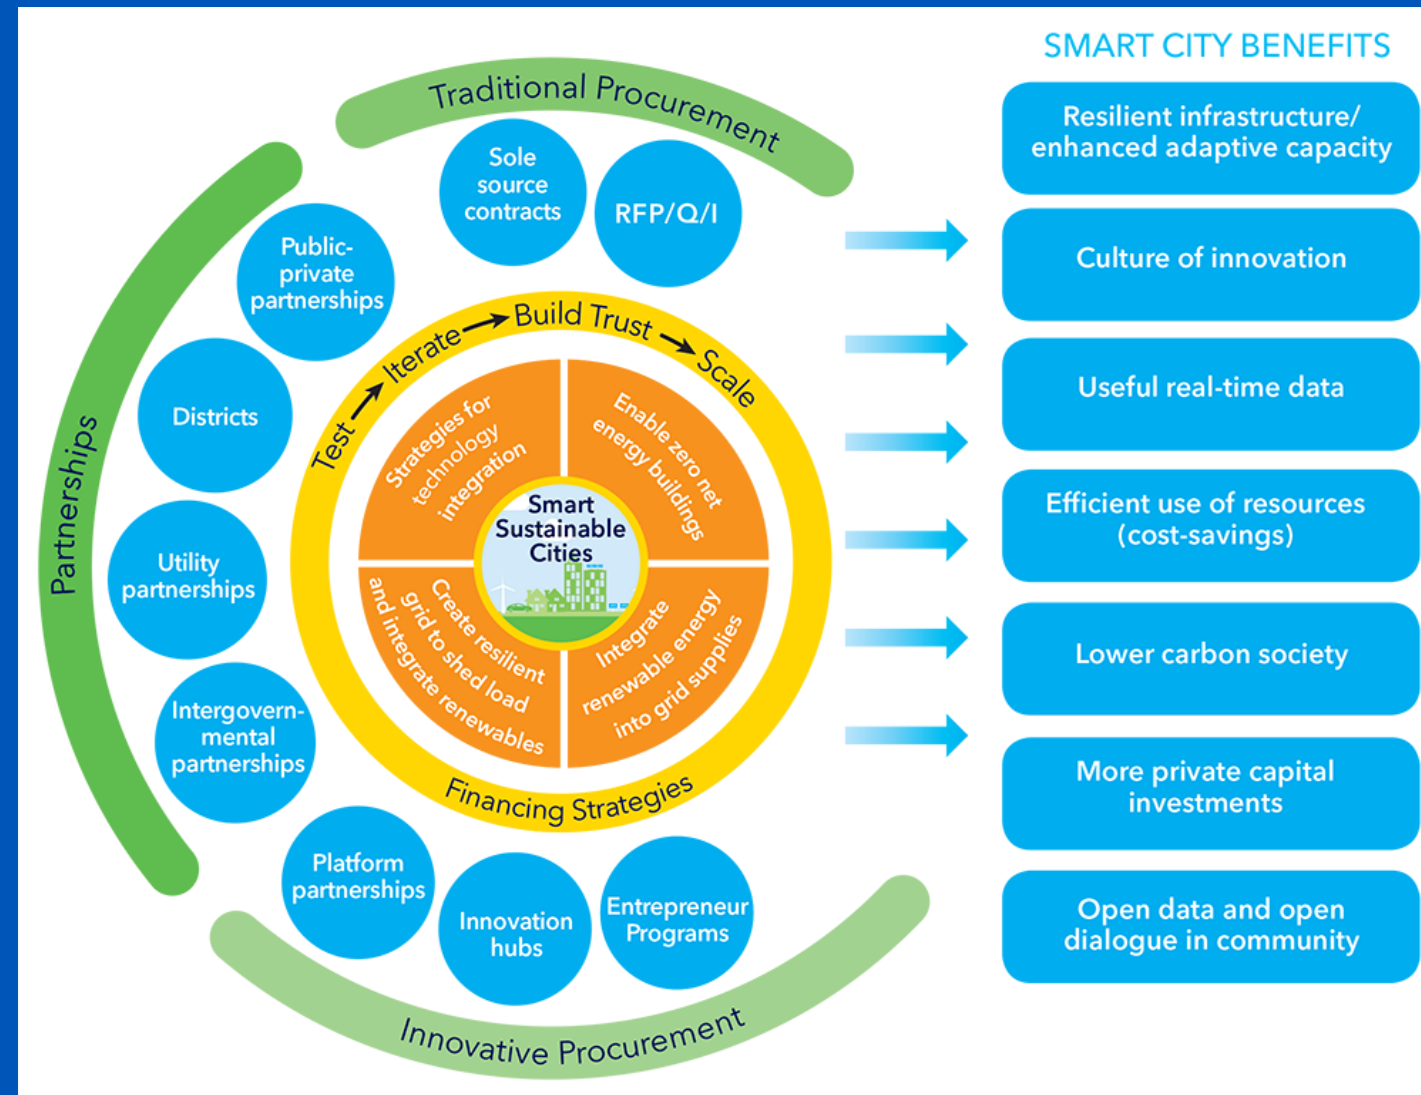 Traditional Procurement
Sole
source
contracts
RFP/Q/I
Partnerships
Public-
private
partnerships
Districts
Utility
partnerships
Intergovern-
mental
partnerships
Platform
partnerships
Innovation
hubs
Entrepreneur
Programs
Innovative Procurement
Test → Iterate → Build Trust → Scale
Financing Strategies
Strategies for
technology
integration
Enable zero net
energy buildings
Create resilient
grid to shed load
and integrate renewables
Integrate
renewable energy
into grid supplies
Smart
Sustainable
Cities
SMART CITY BENEFITS
Resilient infrastructure/
enhanced adaptive capacity
Culture of innovation
Useful real-time data
Efficient use of resources
(cost-savings)
Lower carbon society
More private capital
investments
Open data and open
dialogue in community